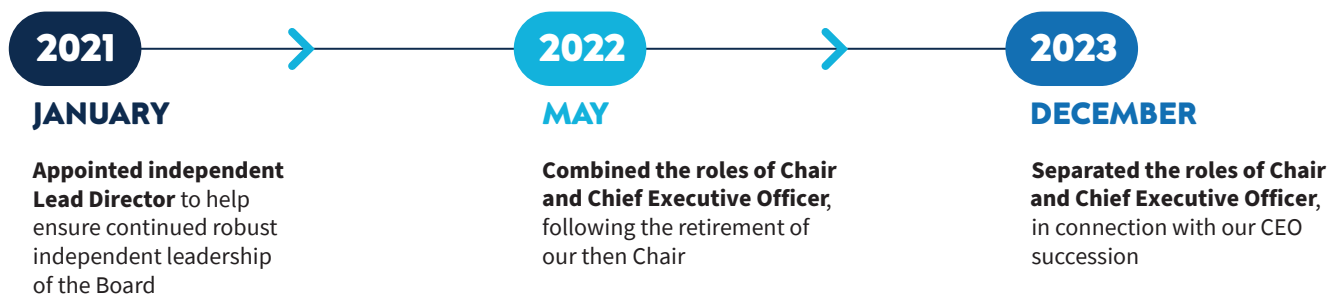 2021
JANUARY
Appointed independent
Lead Director to help
ensure continued robust
independent leadership
of the Board
2022
MAY
Combined the roles of Chair
and Chief Executive Officer,
following the retirement of
our then Chair
2023
DECEMBER
Separated the roles of Chair
and Chief Executive Officer,
in connection with our CEO
succession